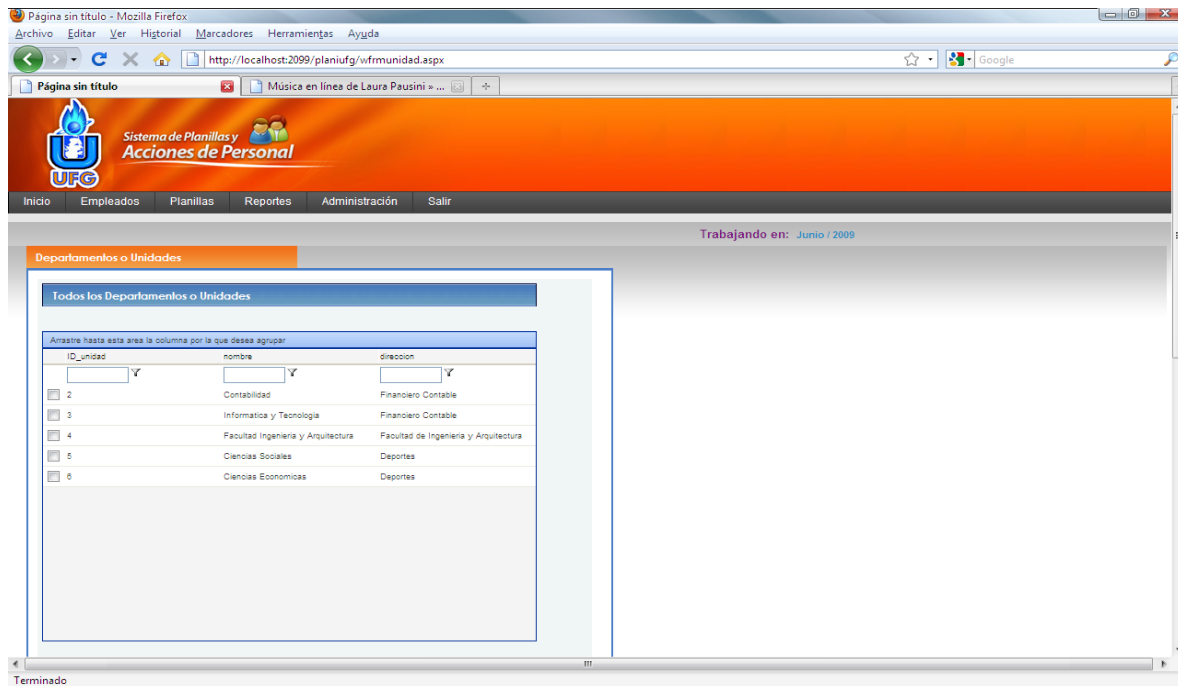 Página sin título - Mozilla Firefox
Archivo Editar Ver Historial Marcadores Herramientas Ayuda
http://localhost:2099/planiufg/wfrmunidad.aspx Google
Página sin título Música en línea de Laura Pausini » ...
Sistema de Planillas y
Acciones de Personal
UFG
Inicio Empleados Planillas Reportes Administración Salir
Trabajando en: Junio / 2009
Departamentos o Unidades
Todos los Departamentos o Unidades
Arrastre hasta esta area la columna por la que desea agrupar
ID_unidad nombre direccion
2 Contabilidad Financiero Contable
3 Informatica y Tecnologia Financiero Contable
4 Facultad Ingenieria y Arquitectura Facultad de Ingenieria y Arquitectura
5 Ciencias Sociales Deportes
6 Ciencias Economicas Deportes
Terminado